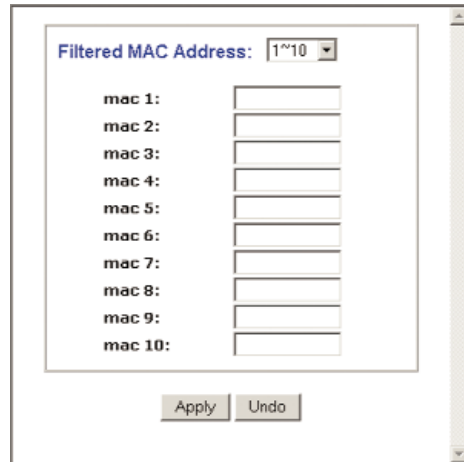 Filtered MAC Address: 1~10
mac 1:
mac 2:
mac 3:
mac 4:
mac 5:
mac 6:
mac 7:
mac 8:
mac 9:
mac 10:
Apply Undo